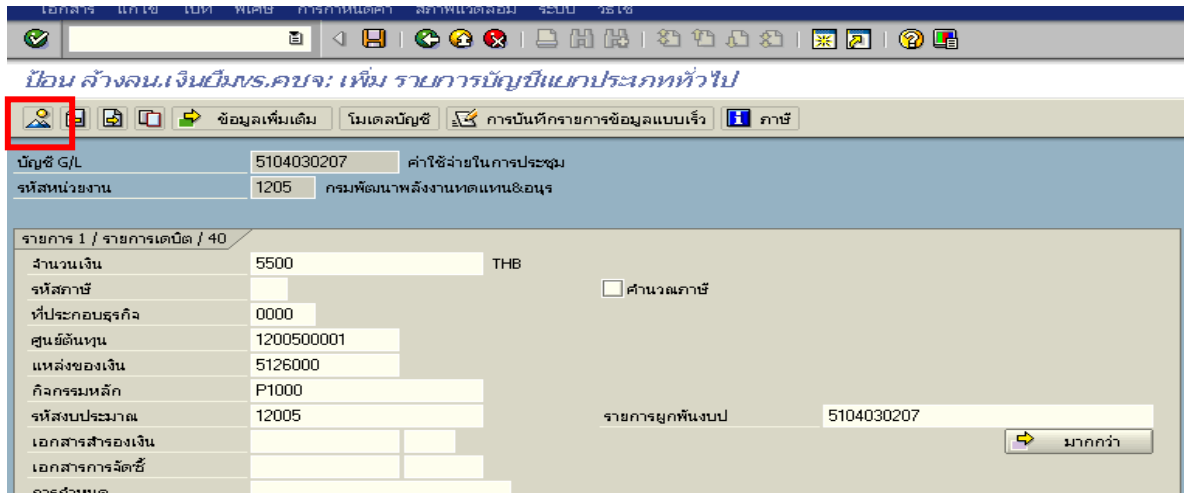 เอกสาร แก้ไข ไปที่ พิเศษ การกำหนดค่า สภาพแวดล้อม ระบบ วิธีใช้
ป้อน ล้างลน.เงินยืมvs.คชจ: เพิ่ม รายการบัญชีแยกประเภททั่วไป
ข้อมูลเพิ่มเติม โมเดลบัญชี การบันทึกรายการข้อมูลแบบเร็ว ภาษี
บัญชี G/L 5104030207 ค่าใช้จ่ายในการประชุม
รหัสหน่วยงาน 1205 กรมพัฒนาพลังงานทดแทน&อนุร
รายการ 1 / รายการเดบิต / 40
จำนวนเงิน 5500 THB
รหัสภาษี คำนวณภาษี
ที่ประกอบธุรกิจ 0000
ศูนย์ต้นทุน 1200500001
แหล่งของเงิน 5126000
กิจกรรมหลัก P1000
รหัสงบประมาณ 12005 รายการผูกพันงบป 5104030207
เอกสารสำรองเงิน มากกว่า
เอกสารการจัดซื้
การกำหนด